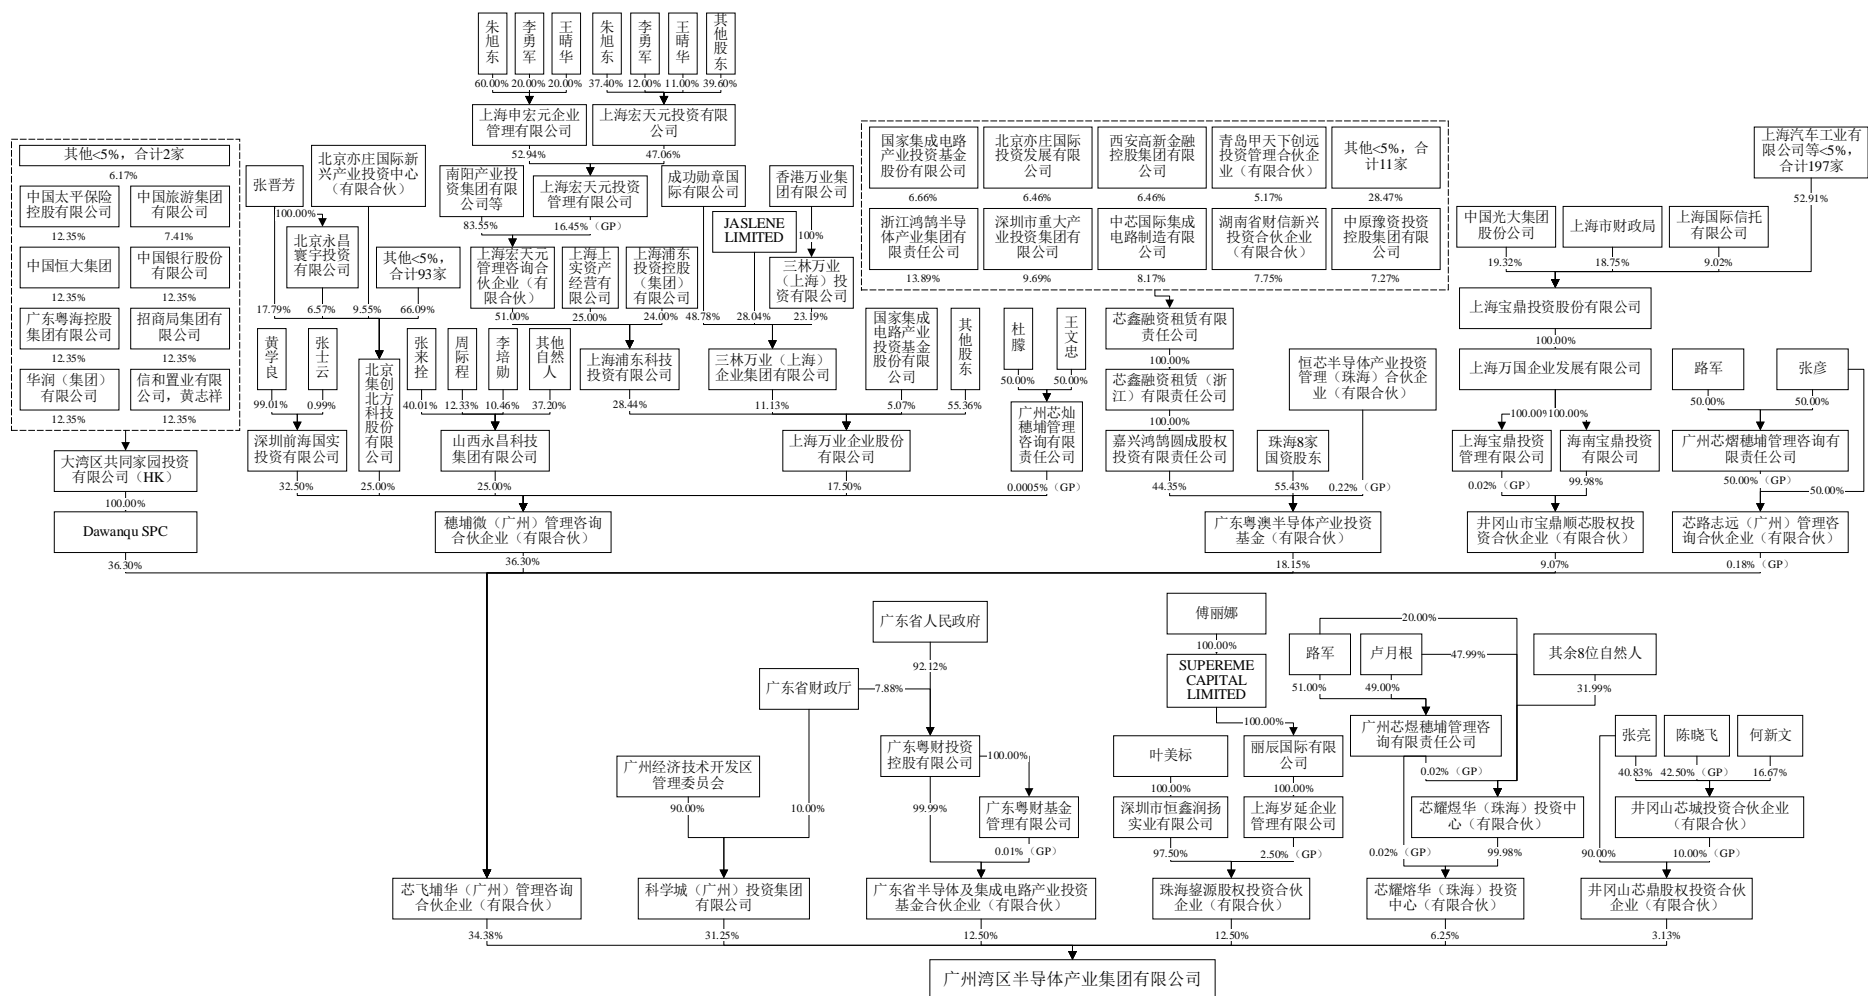 朱旭东
李勇军
王晴华
朱旭东
李勇军
王晴华
其他股东
60.00%
20.00%
20.00%
37.40%
12.00%
11.00%
39.60%
上海申宏元企业
管理有限公司
上海宏天元投资有限公
司
52.94%
47.06%
其他<5%，合计2家
6.17%
中国太平保险
控股有限公司
中国旅游集团
有限公司
12.35%
7.41%
中国恒大集团
中国银行股份有
限公司
12.35%
12.35%
广东粤海控股
集团有限公司
招商局集团有
限公司
12.35%
12.35%
华润（集团）
有限公司
信和置业有限
公司，黄志祥
12.35%
12.35%
大湾区共同家园投资
有限公司（HK）
100.00%
Dawanqu SPC
36.30%
张晋芳
北京亦庄国际新
兴产业投资中心
（有限合伙）
100.00%
北京永昌
寰宇投资
有限公司
其他<5%，
合计93家
17.79%
6.57%
9.55%
66.09%
南阳产业投
资集团有限
公司等
上海宏天元投资
管理有限公司
83.55%
16.45%（GP）
成功勋章国
际有限公司
香港万业集
团有限公司
JASLENE
LIMITED
100%
上海宏天元
管理咨询合
伙企业（有
限合伙）
上海上
实资产
经营有
限公司
上海浦东
投资控股
（集团）
有限公司
三林万业
（上海）投
资有限公司
51.00%
25.00%
24.00%
48.78%
28.04%
23.19%
黄学良
张士云
99.01%
0.99%
北京集创北方科技股份有限公司
张来拴
周际程
李培勋
其他自然人
40.01%
12.33%
10.46%
37.20%
上海浦东科技
投资有限公司
三林万业（上海）
企业集团有限公司
国家集成
电路产业
投资基金
股份有限
公司
其他股东
28.44%
11.13%
5.07%
55.36%
杜朦
王文忠
50.00%
50.00%
深圳前海国实
投资有限公司
山西永昌科技
集团有限公司
上海万业企业股份
有限公司
广州芯灿
穗埔管理
咨询有限
责任公司
32.50%
25.00%
25.00%
17.50%
0.0005%（GP）
穗埔微（广州）管理咨询
合伙企业（有限合伙）
36.30%
国家集成电路
产业投资基金
股份有限公司
北京亦庄国际
投资发展有限
公司
西安高新金融
控股集团有限
公司
青岛甲天下创远
投资管理合伙企
业（有限合伙）
其他<5%，合
计11家
6.66%
6.46%
6.46%
5.17%
28.47%
浙江鸿鹄半导
体产业集团有
限责任公司
深圳市重大产
业投资集团有
限公司
中芯国际集成
电路制造有限
公司
湖南省财信新兴
投资合伙企业
（有限合伙）
中原豫资投资
控股集团有限
公司
13.89%
9.69%
8.17%
7.75%
7.27%
芯鑫融资租赁有限
责任公司
100.00%
芯鑫融资租赁（浙
江）有限责任公司
100.00%
嘉兴鸿鹄圆成股权
投资有限责任公司
珠海8家
国资股东
恒芯半导体产业投资
管理（珠海）合伙企
业（有限合伙）
44.35%
55.43%
0.22%（GP）
广东粤澳半导体产业投资
基金（有限合伙）
18.15%
上海汽车工业有
限公司等<5%，
合计197家
52.91%
中国光大集团
股份公司
上海市财政局
上海国际信托有
限公司
19.32%
18.75%
9.02%
上海宝鼎投资股份有限公司
100.00%
上海万国企业发展有限公司
100.00%
100.00%
上海宝鼎投资
管理有限公司
海南宝鼎投资
有限公司
0.02%（GP）
99.98%
井冈山市宝鼎顺芯股权投
资合伙企业（有限合伙）
9.07%
路军
张彦
50.00%
50.00%
广州芯熠穗埔管理咨询有
限责任公司
50.00%（GP）
50.00%
芯路志远（广州）管理咨
询合伙企业（有限合伙）
0.18%（GP）
广东省人民政府
92.12%
广东省财政厅
7.88%
广州经济技术开发区
管理委员会
90.00%
10.00%
广东粤财投资
控股有限公司
100.00%
99.99%
广东粤财基金
管理有限公司
0.01%（GP）
傅丽娜
100.00%
SUPEREME
CAPITAL
LIMITED
100.00%
叶美标
丽辰国际有限
公司
100.00%
100.00%
深圳市恒鑫润扬
实业有限公司
上海岁延企业
管理有限公司
97.50%
2.50%（GP）
20.00%
路军
卢月根
47.99%
其余8位自然人
51.00%
49.00%
31.99%
广州芯煜穗埔管理咨
询有限责任公司
0.02%（GP）
芯耀煜华（珠海）投资中
心（有限合伙）
0.02%（GP）
99.98%
张亮
陈晓飞
何新文
40.83%
42.50%（GP）
16.67%
井冈山芯城投资合伙企业
（有限合伙）
90.00%
10.00%（GP）
芯飞埔华（广州）管理咨询
合伙企业（有限合伙）
科学城（广州）投资集团
有限公司
广东省半导体及集成电路产业投资
基金合伙企业（有限合伙）
珠海鋆源股权投资合伙
企业（有限合伙）
芯耀熔华（珠海）投资
中心（有限合伙）
井冈山芯鼎股权投资合伙
企业（有限合伙）
34.38%
31.25%
12.50%
12.50%
6.25%
3.13%
广州湾区半导体产业集团有限公司